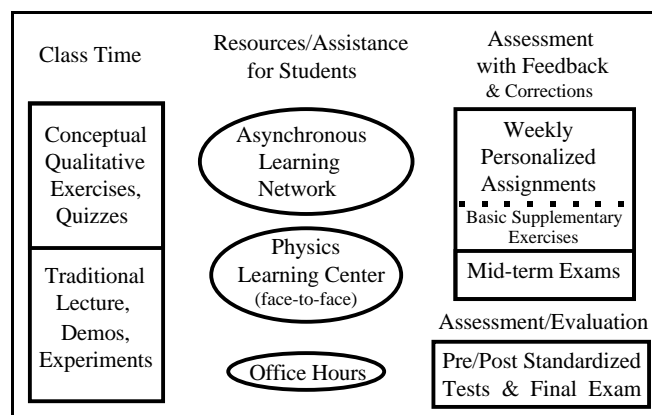 Class Time
Conceptual
Qualitative
Exercises,
Quizzes
Traditional
Lecture,
Demos,
Experiments
Resources/Assistance
for Students
Asynchronous
Learning
Network
Physics
Learning Center
(face-to-face)
Office Hours
Assessment
with Feedback
& Corrections
Weekly
Personalized
Assignments
Basic Supplementary
Exercises
Mid-term Exams
Assessment/Evaluation
Pre/Post Standardized
Tests & Final Exam